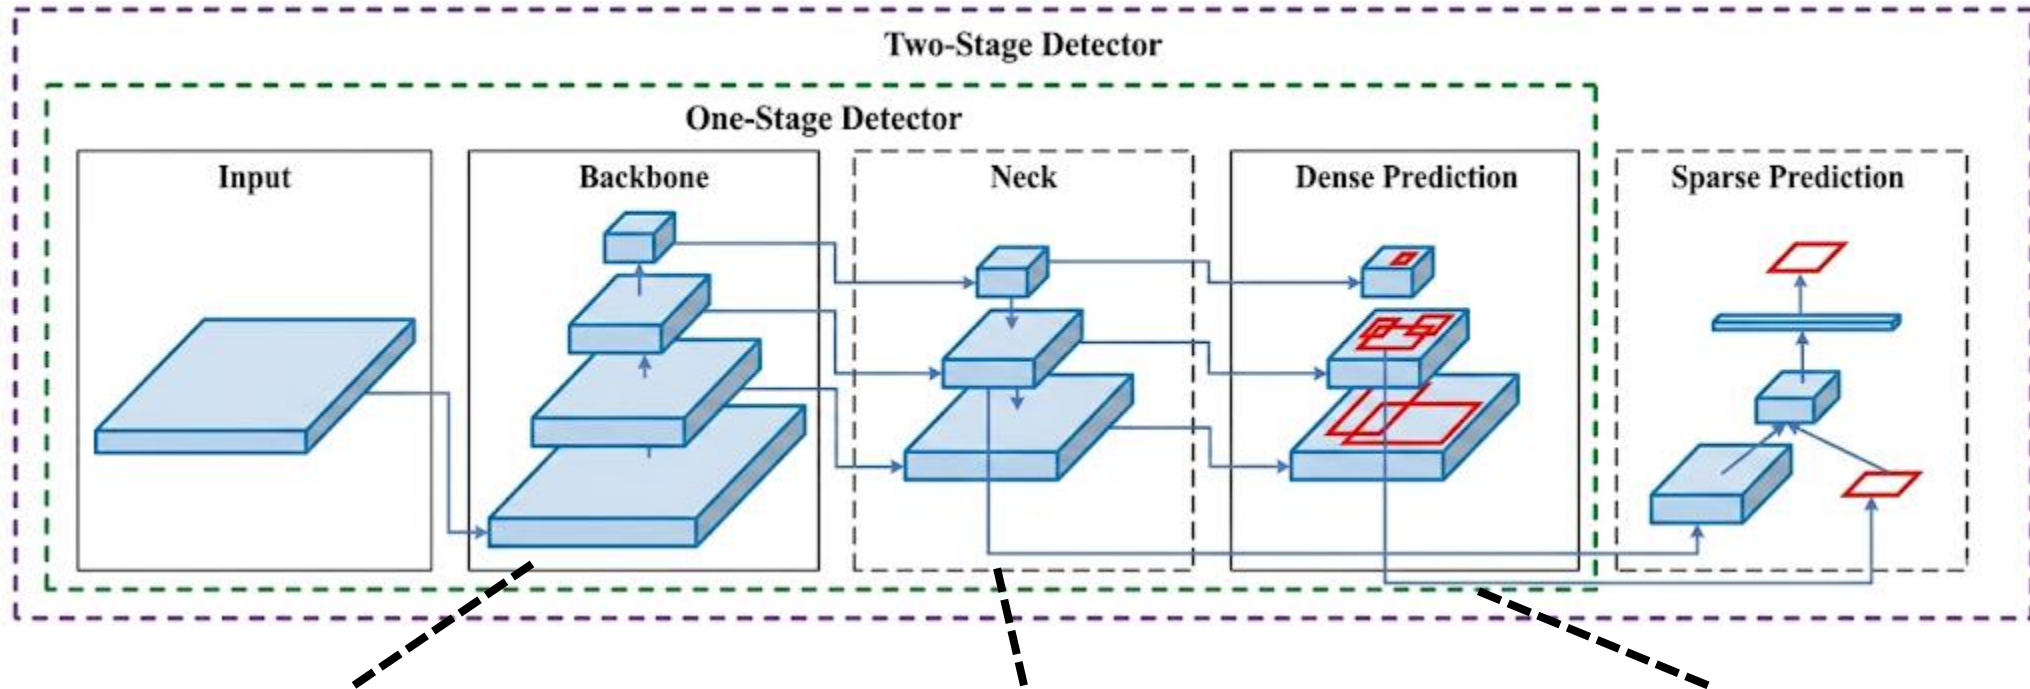 Two-Stage Detector
One-Stage Detector
Input
Backbone
Neck
Dense Prediction
Sparse Prediction